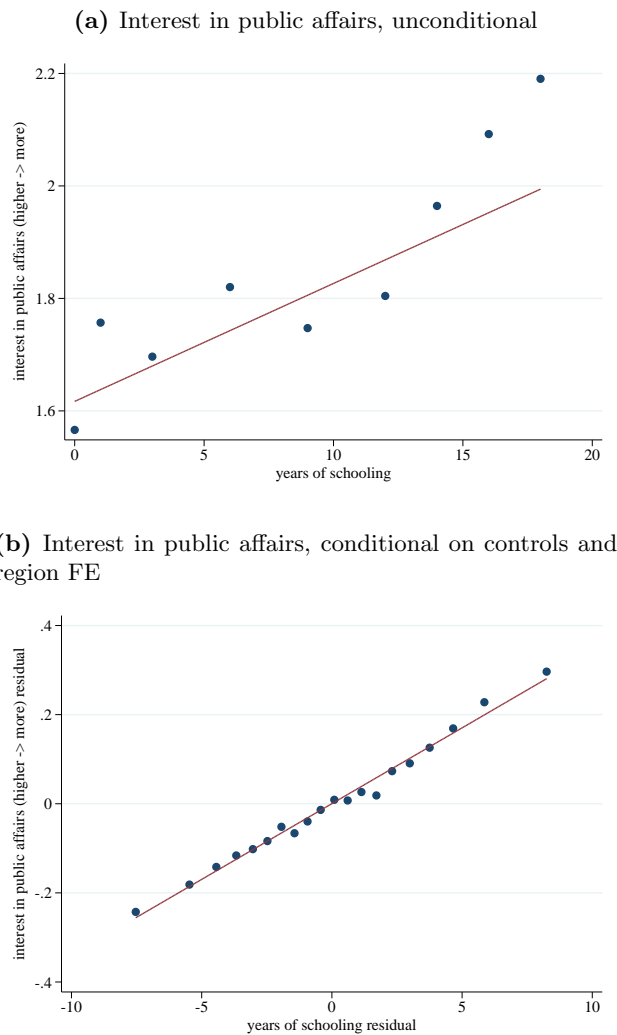 (a) Interest in public affairs, unconditional
interest in public affairs (higher -> more)
2.2
2
1.8
1.6
0 5 10 15 20
years of schooling
(b) Interest in public affairs, conditional on controls and
region FE
interest in public affairs (higher -> more) residual
.4
.2
0
-.2
-.4
-10 -5 0 5 10
years of schooling residual